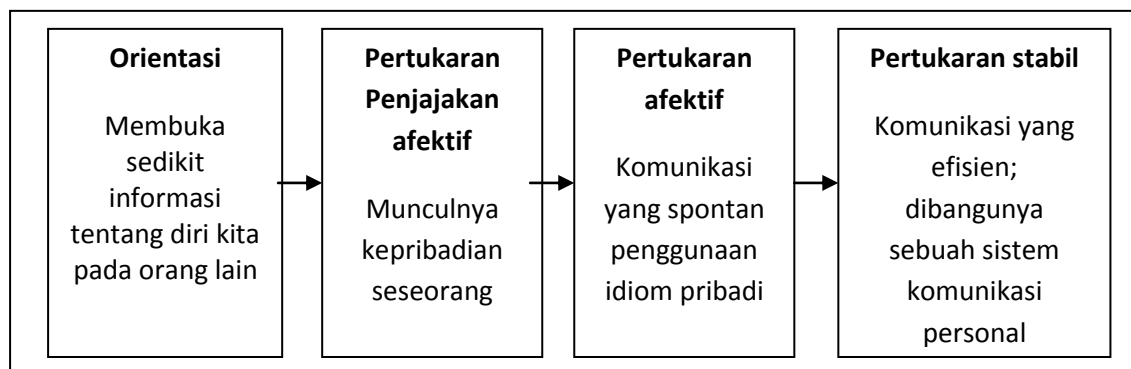 Orientasi
Membuka
sedikit
informasi
tentang diri kita
pada orang lain
Pertukaran
Penjajakan
afektif
Munculnya
kepribadian
seseorang
Pertukaran
afektif
Komunikasi
yang spontan
penggunaan
idiom pribadi
Pertukaran stabil
Komunikasi yang
efisien;
dibangunya
sebuah sistem
komunikasi
personal